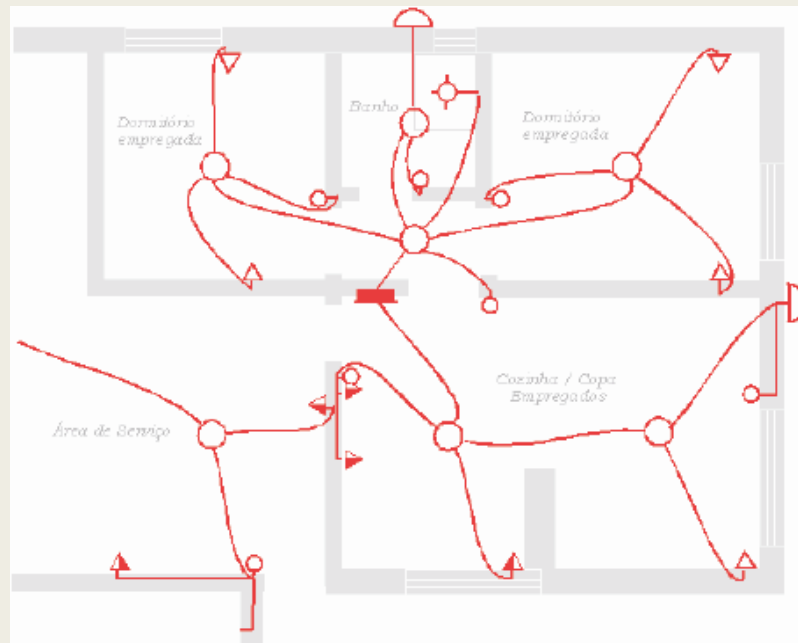 Dormitório
empregada
Banho
Dormitório
empregada
Cozinha / Copa
Empregados
Área de Serviço